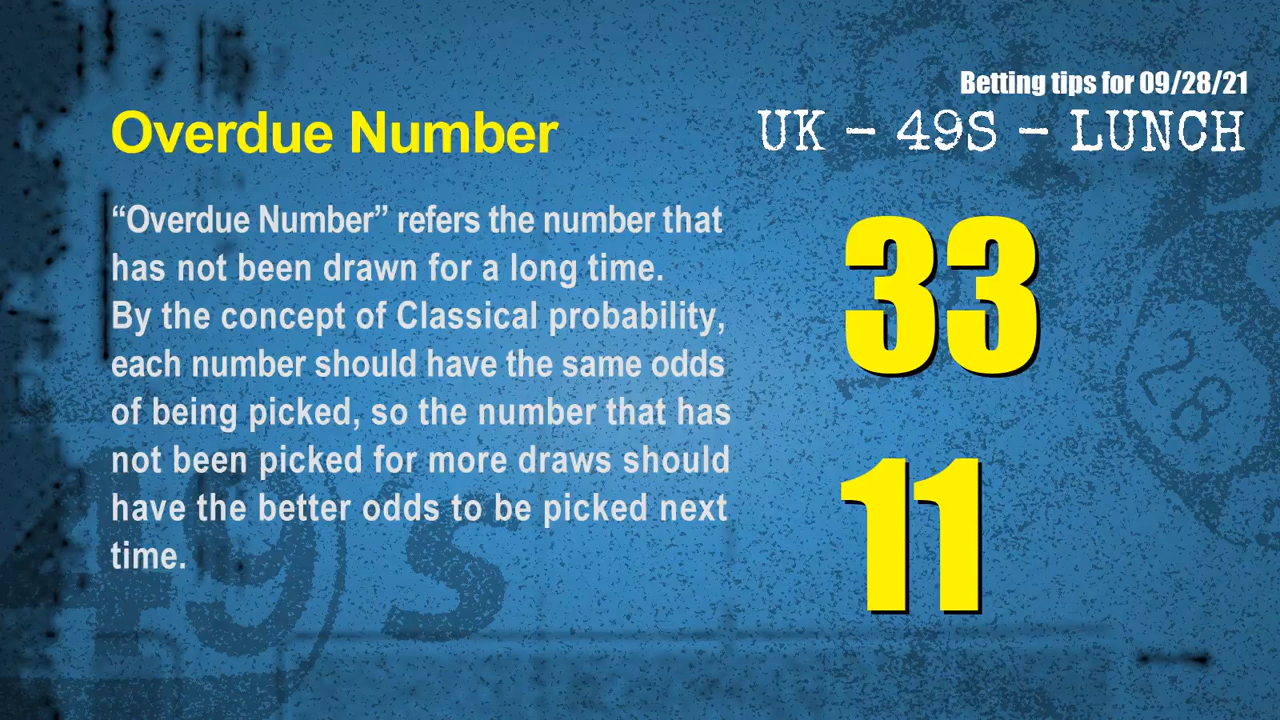 Betting tips for 09/28/21
UK - 49S - LUNCH
Overdue Number
“Overdue Number” refers the number that
has not been drawn for a long time.
By the concept of Classical probability,
each number should have the same odds
of being picked, so the number that has
not been picked for more draws should
have the better odds to be picked next
time.
33
11
28
49s